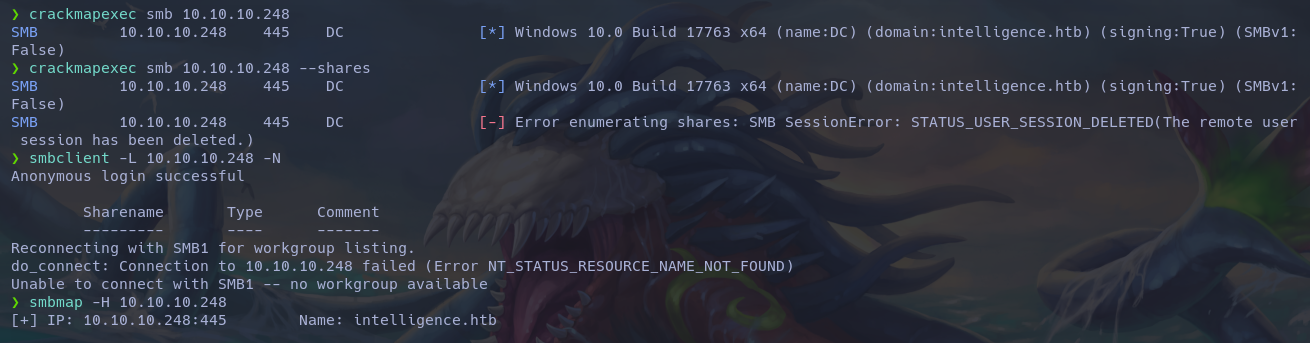 ❯ crackmapexec smb 10.10.10.248
SMB         10.10.10.248    445    DC               [*] Windows 10.0 Build 17763 x64 (name:DC) (domain:intelligence.htb) (signing:True) (SMBv1:
False)
❯ crackmapexec smb 10.10.10.248 --shares
SMB         10.10.10.248    445    DC               [*] Windows 10.0 Build 17763 x64 (name:DC) (domain:intelligence.htb) (signing:True) (SMBv1:
False)
SMB         10.10.10.248    445    DC               [-] Error enumerating shares: SMB SessionError: STATUS_USER_SESSION_DELETED(The remote user
 session has been deleted.)
❯ smbclient -L 10.10.10.248 -N
Anonymous login successful

        Sharename       Type      Comment
        ---------       ----      -------
Reconnecting with SMB1 for workgroup listing.
do_connect: Connection to 10.10.10.248 failed (Error NT_STATUS_RESOURCE_NAME_NOT_FOUND)
Unable to connect with SMB1 -- no workgroup available
❯ smbmap -H 10.10.10.248
[+] IP: 10.10.10.248:445        Name: intelligence.htb